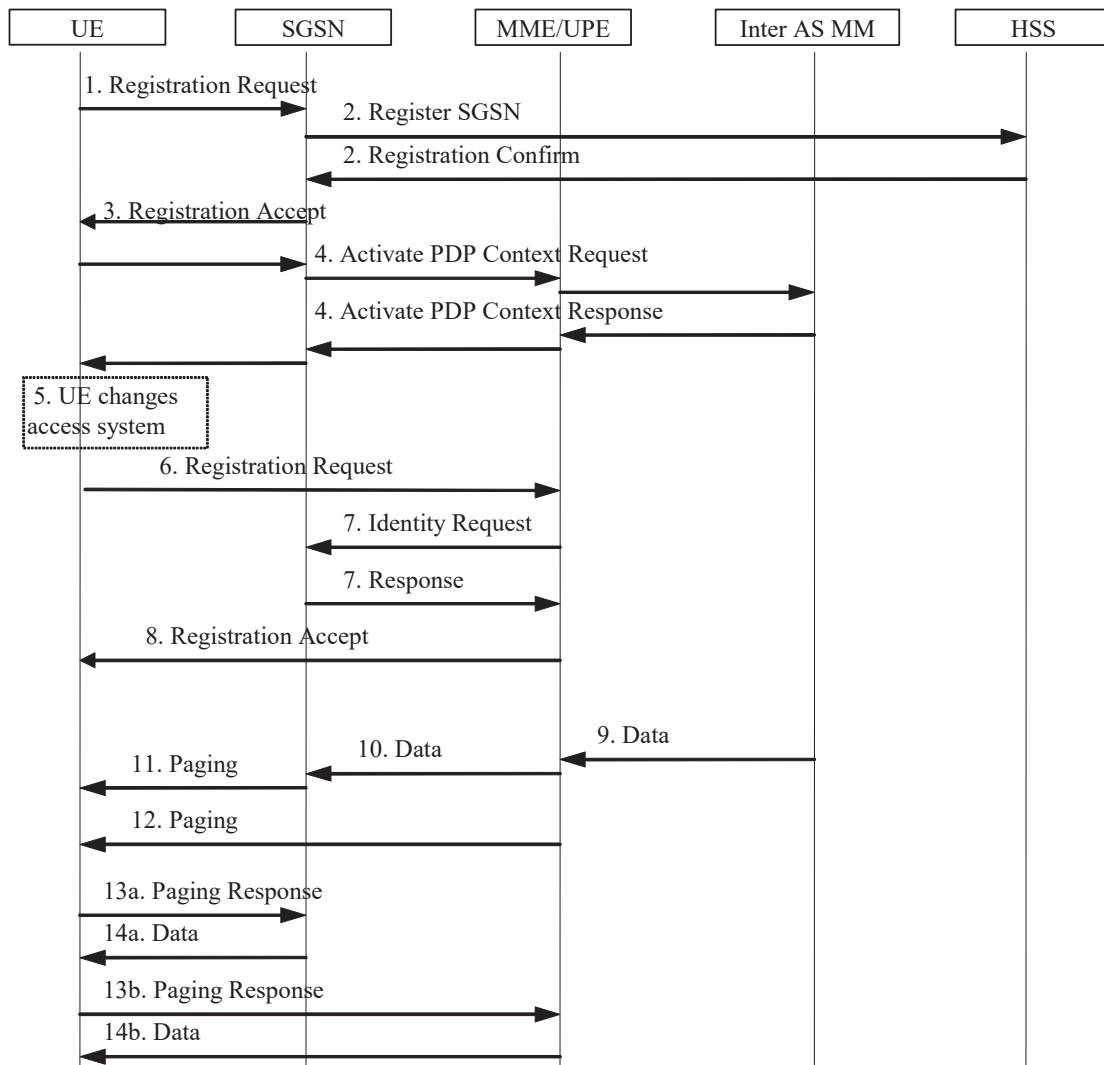 UE
SGSN
MME/UPE
Inter AS MM
HSS
1. Registration Request
2. Register SGSN
2. Registration Confirm
3. Registration Accept
4. Activate PDP Context Request
4. Activate PDP Context Response
5. UE changes
access system
6. Registration Request
7. Identity Request
7. Response
8. Registration Accept
9. Data
10. Data
11. Paging
12. Paging
13a. Paging Response
14a. Data
13b. Paging Response
14b. Data